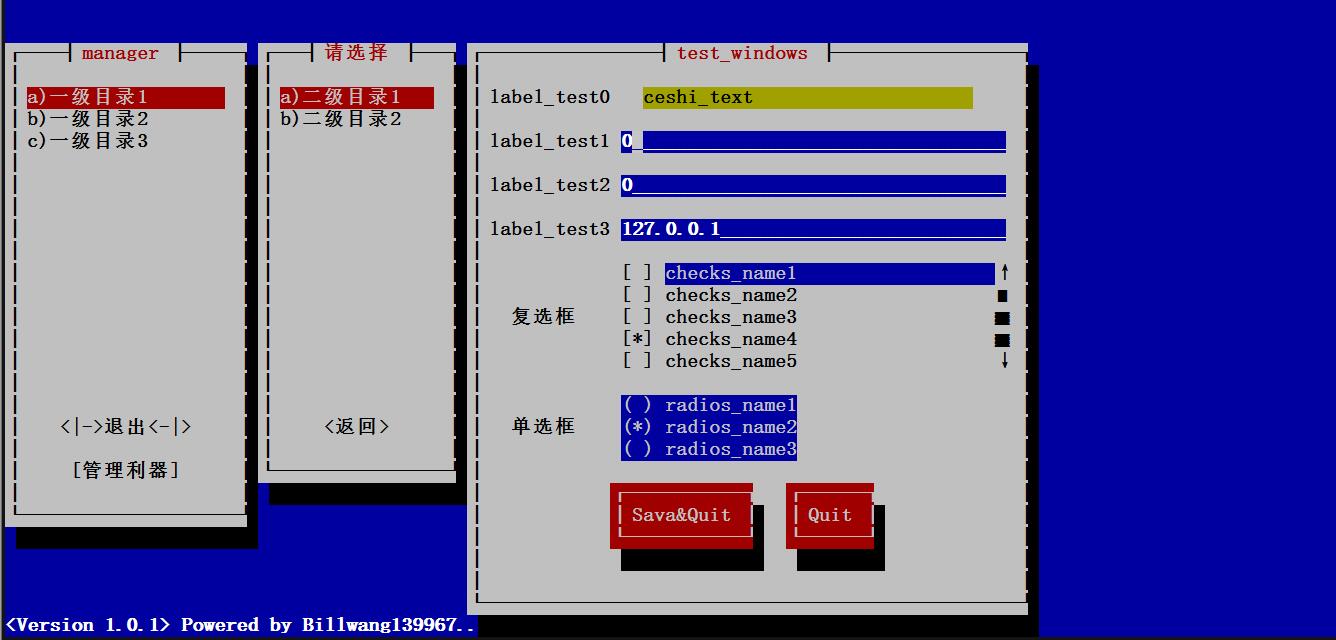 manager
a)一级目录1
b)一级目录2
c)一级目录3
<|->退出<-|>
[管理利器]
请选择
a)二级目录1
b)二级目录2
<返回>
test_windows
label_test0 ceshi_text
label_test1 0
label_test2 0
label_test3 127.0.0.1
复选框
[ ] checks_name1
[ ] checks_name2
[ ] checks_name3
[*] checks_name4
[ ] checks_name5
单选框
( ) radios_name1
(*) radios_name2
( ) radios_name3
Sava&Quit
Quit
<Version 1.0.1> Powered by Billwang139967..